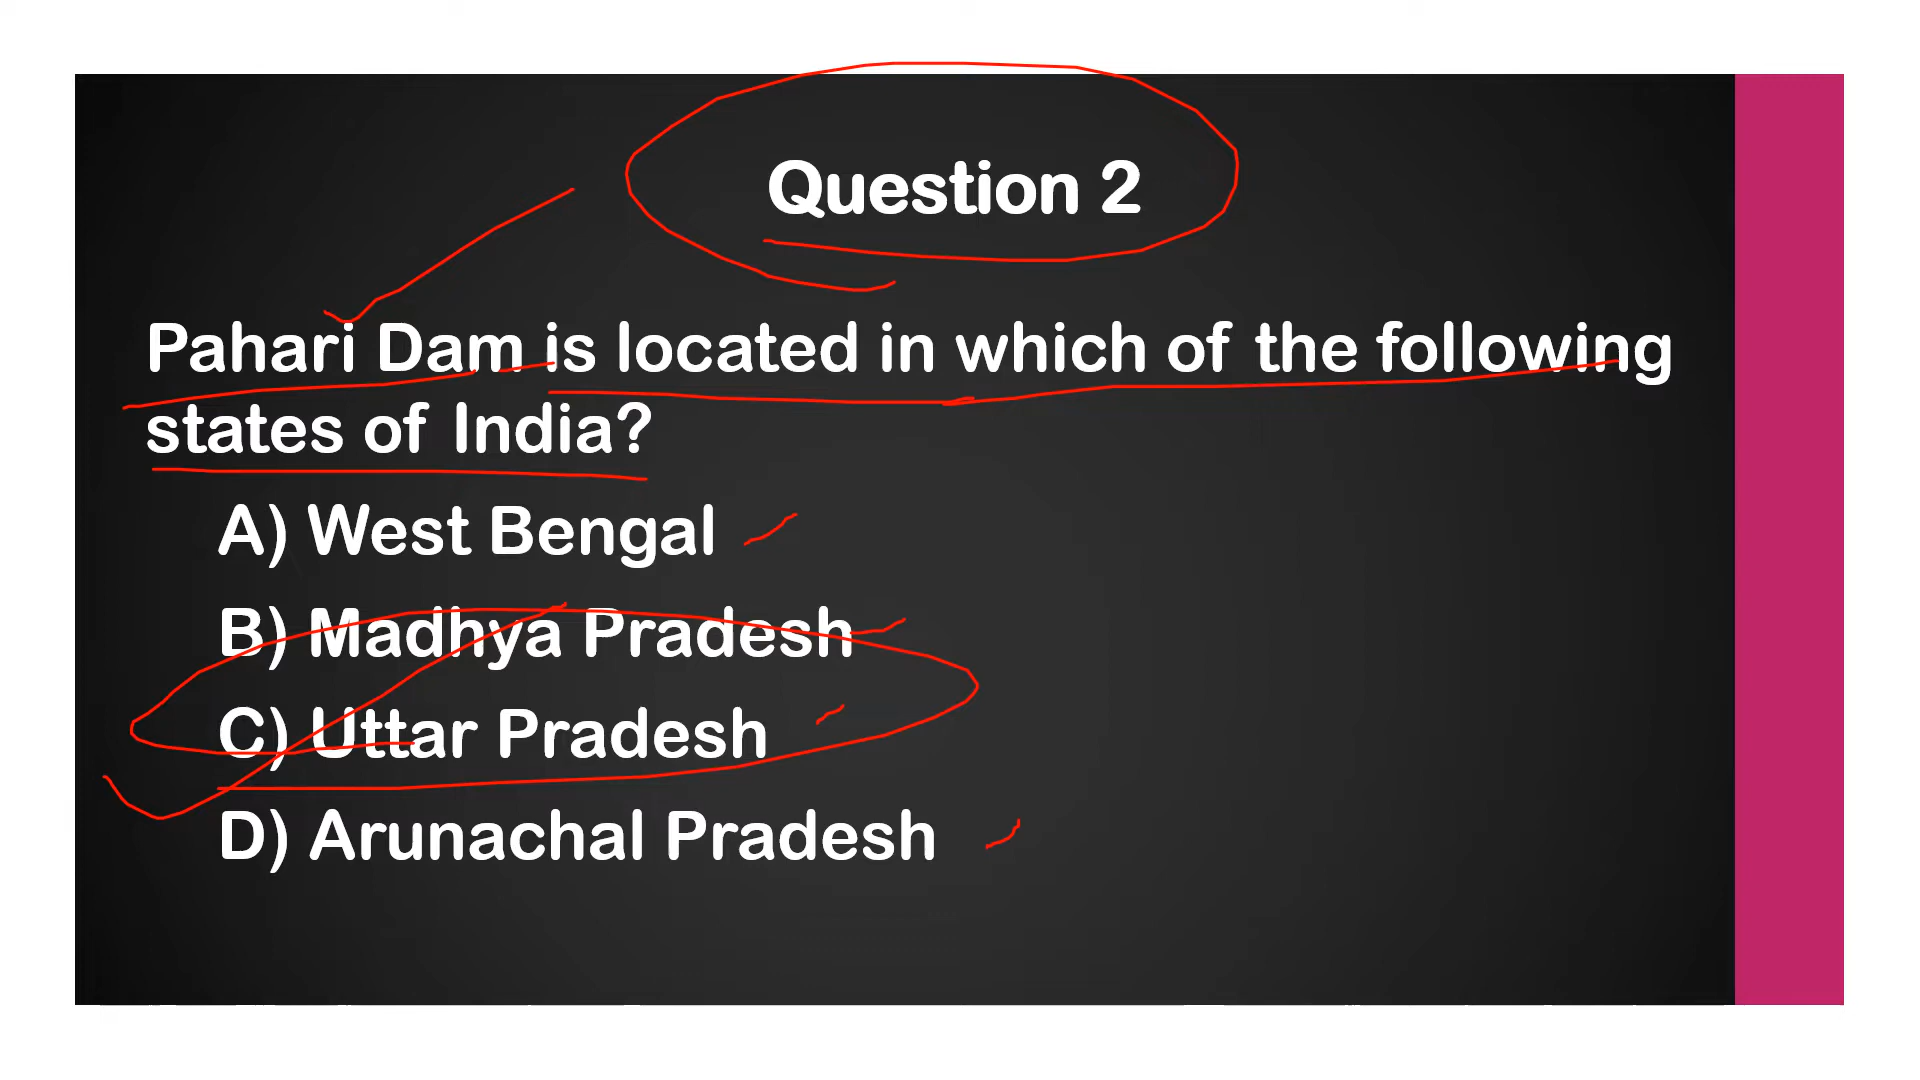 Question 2
Pahari Dam is located in which of the following
states of India?
A) West Bengal
B) Madhya Pradesh
C) Uttar Pradesh
D) Arunachal Pradesh